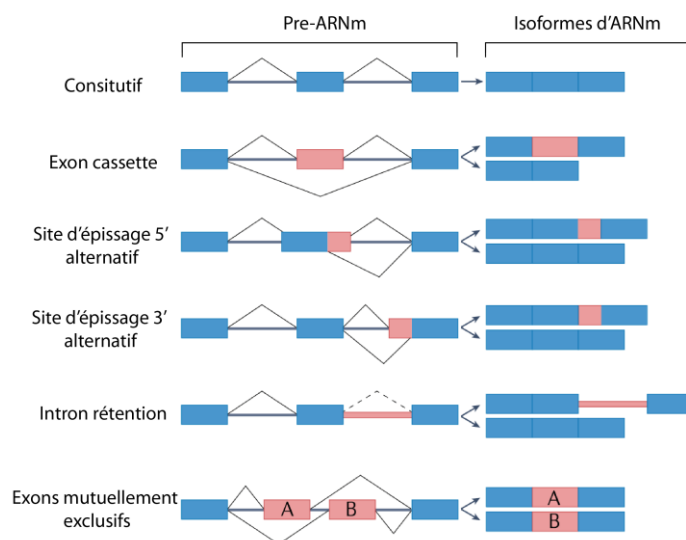 Pre-ARNm
Isoformes d'ARNm
Consitutif
Exon cassette
Site d'épissage 5'
alternatif
Site d'épissage 3'
alternatif
Intron rétention
Exons mutuellement
exclusifs
A
B
A
B